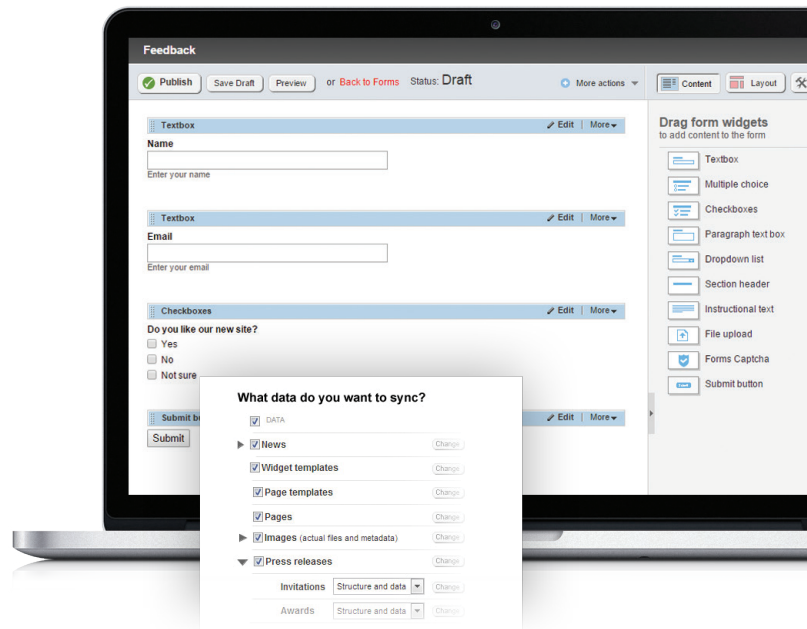 Feedback
Publish Save Draft Preview or Back to Forms Status: Draft More actions Content Layout
Textbox Edit | More
Name
Enter your name
Textbox Edit | More
Email
Enter your email
Checkboxes Edit | More
Do you like our new site?
Yes
No
Not sure
Submit bu Edit | More
Submit
Drag form widgets
to add content to the form
Textbox
Multiple choice
Checkboxes
Paragraph text box
Dropdown list
Section header
Instructional text
File upload
Forms Captcha
Submit button
What data do you want to sync?
DATA
News Change
Widget templates Change
Page templates Change
Pages Change
Images (actual files and metadata) Change
Press releases Change
Invitations Structure and data Change
Awards Structure and data Change